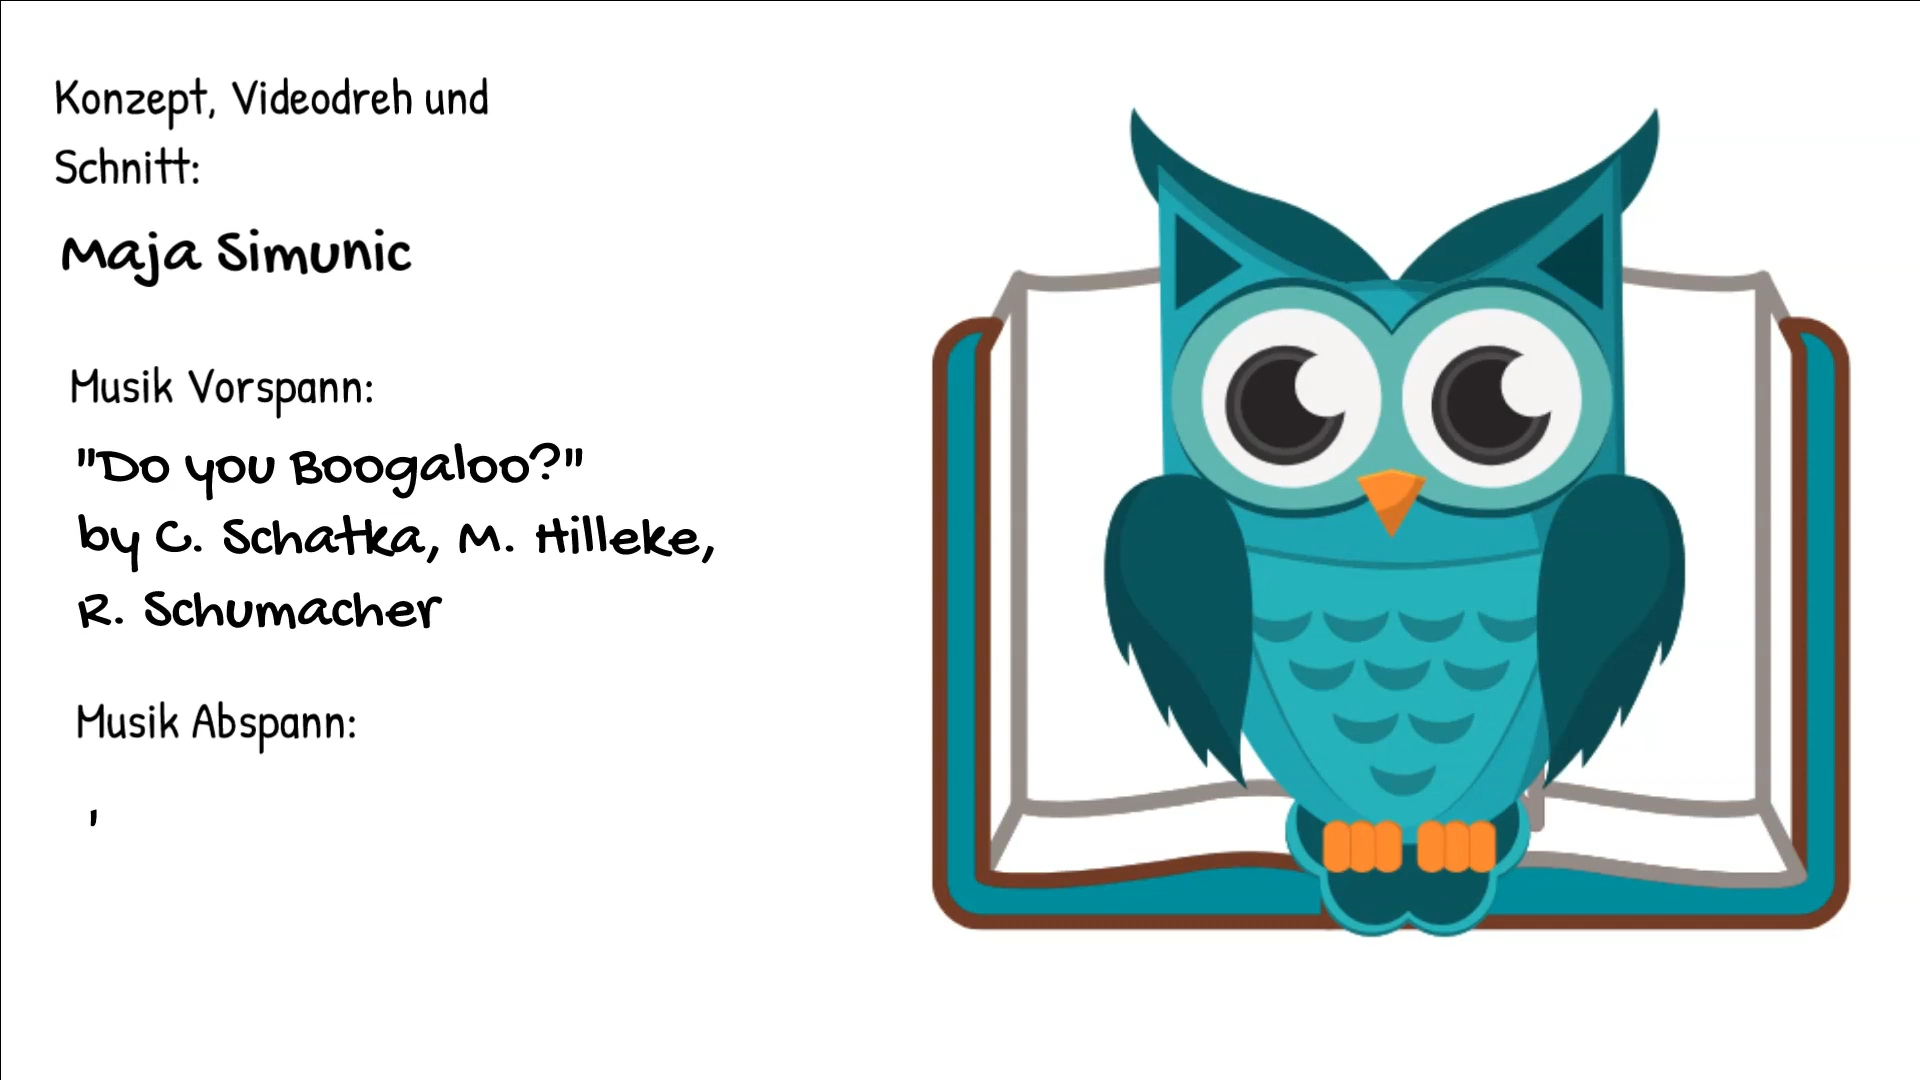 Konzept, Videodreh und
Schnitt:
Maja Simunic
Musik Vorspann:
"Do you Boogaloo?"
by C. Schatka, M. Hilleke,
R. Schumacher
Musik Abspann:
'